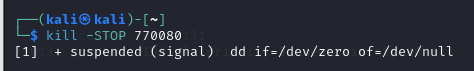 ┌──(kali㉿kali)-[~]
└─$ kill -STOP 770080
[1]  + suspended (signal)  dd if=/dev/zero of=/dev/null